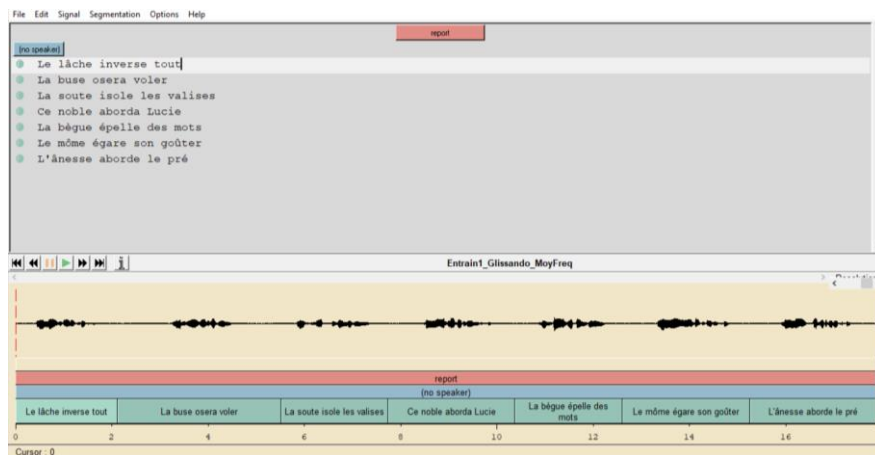 File Edit Signal Segmentation Options Help
report
(no speaker)
Le lâche inverse tout
La buse osera voler
La soute isole les valises
Ce noble aborda Lucie
La bègue épelle des mots
Le môme égare son goûter
L'ânesse aborde le pré
Entrain1_Glissando_MoyFreq
report
(no speaker)
Le lâche inverse tout La buse osera voler La soute isole les valises Ce noble aborda Lucie La bègue épelle des mots Le môme égare son goûter L'ânesse aborde le pré
0 2 4 6 8 10 12 14 16
Cursor : 0